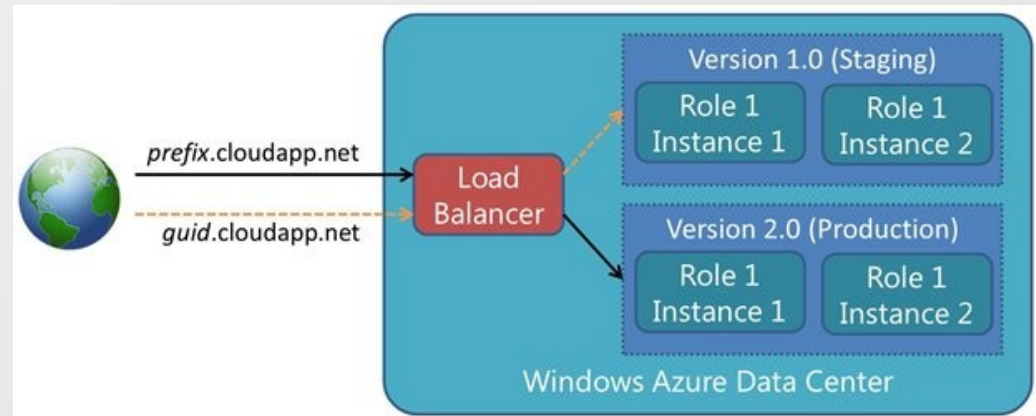 prefix.cloudapp.net
guid.cloudapp.net
Load
Balancer
Version 1.0 (Staging)
Role 1
Instance 1
Role 1
Instance 2
Version 2.0 (Production)
Role 1
Instance 1
Role 1
Instance 2
Windows Azure Data Center